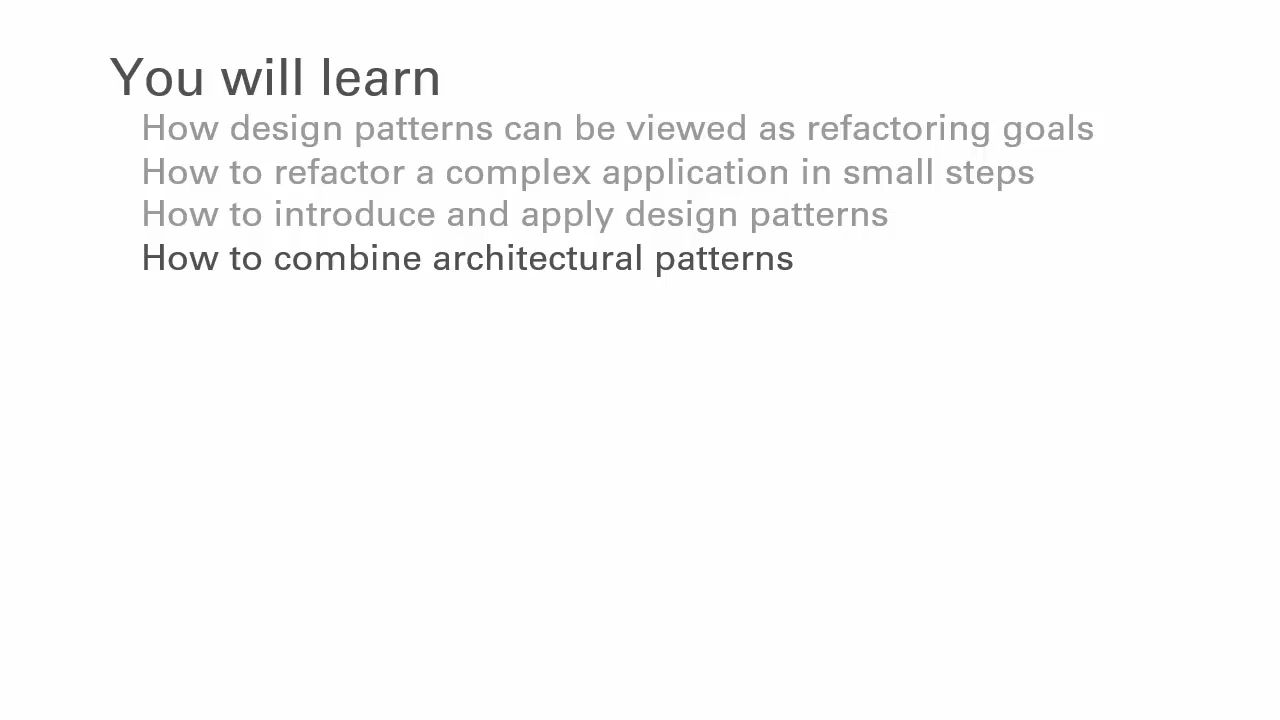 You will learn
How design patterns can be viewed as refactoring goals
How to refactor a complex application in small steps
How to introduce and apply design patterns
How to combine architectural patterns